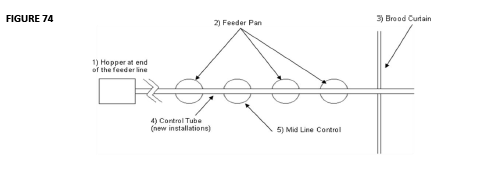 FIGURE 74
2) Feeder Pan
3) Brood Curtain
1) Hopper at end
of the feeder line
4) Control Tube
(new installations)
5) Mid Line Control